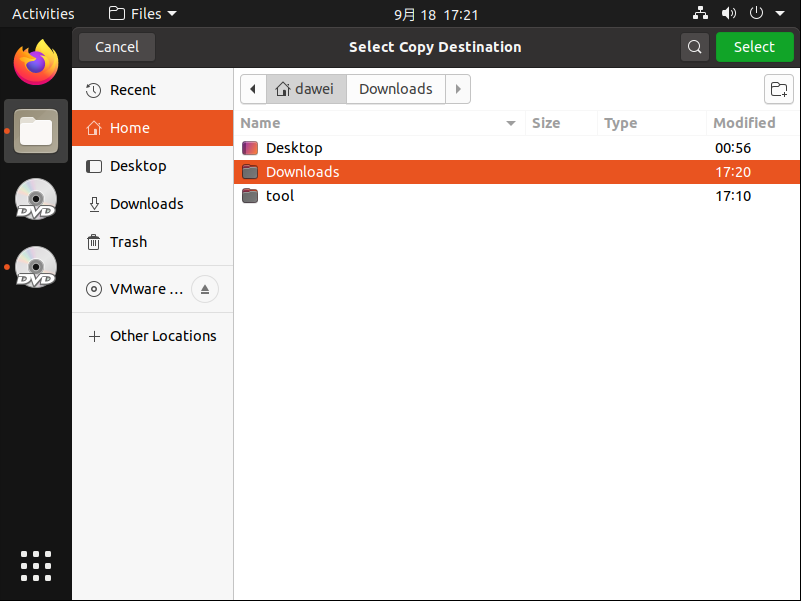 Activities Files 9月 18 17:21
Cancel Select Copy Destination Select
Recent
Home
Desktop
Downloads
Trash
VMware ...
Other Locations
dawei Downloads
Name Size Type Modified
Desktop 00:56
Downloads 17:20
tool 17:10
DVD
DVD